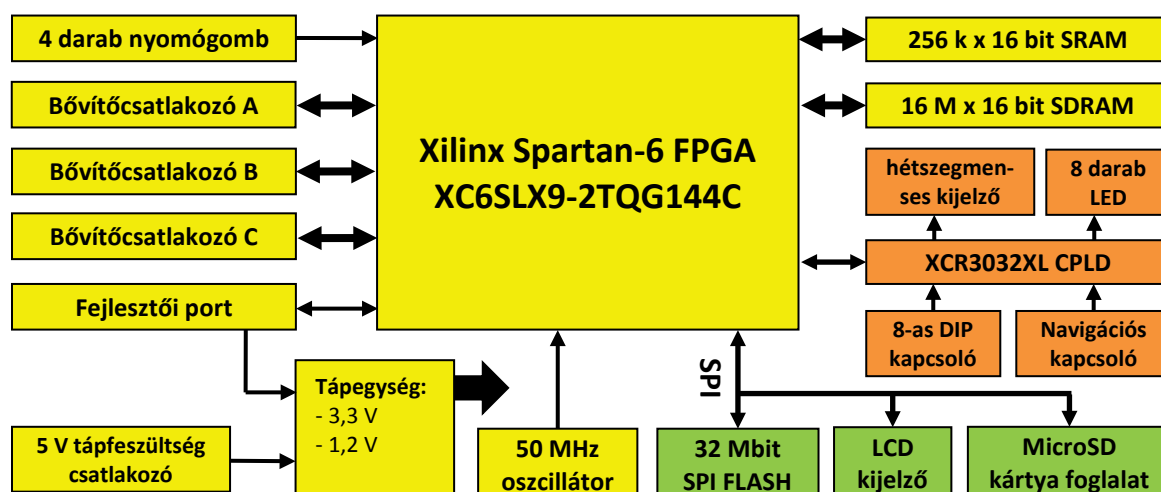 4 darab nyomógomb
Bővítőcsatlakozó A
Bővítőcsatlakozó B
Bővítőcsatlakozó C
Fejlesztői port
5 V tápfeszültség
csatlakozó
Tápegység:
- 3,3 V
- 1,2 V
Xilinx Spartan-6 FPGA
XC6SLX9-2TQG144C
50 MHz
oszcillátor
SPI
32 Mbit
SPI FLASH
LCD
kijelző
MicroSD
kártya foglalat
256 k x 16 bit SRAM
16 M x 16 bit SDRAM
hétszegmen-
ses kijelző
8 darab
LED
XCR3032XL CPLD
8-as DIP
kapcsoló
Navigációs
kapcsoló